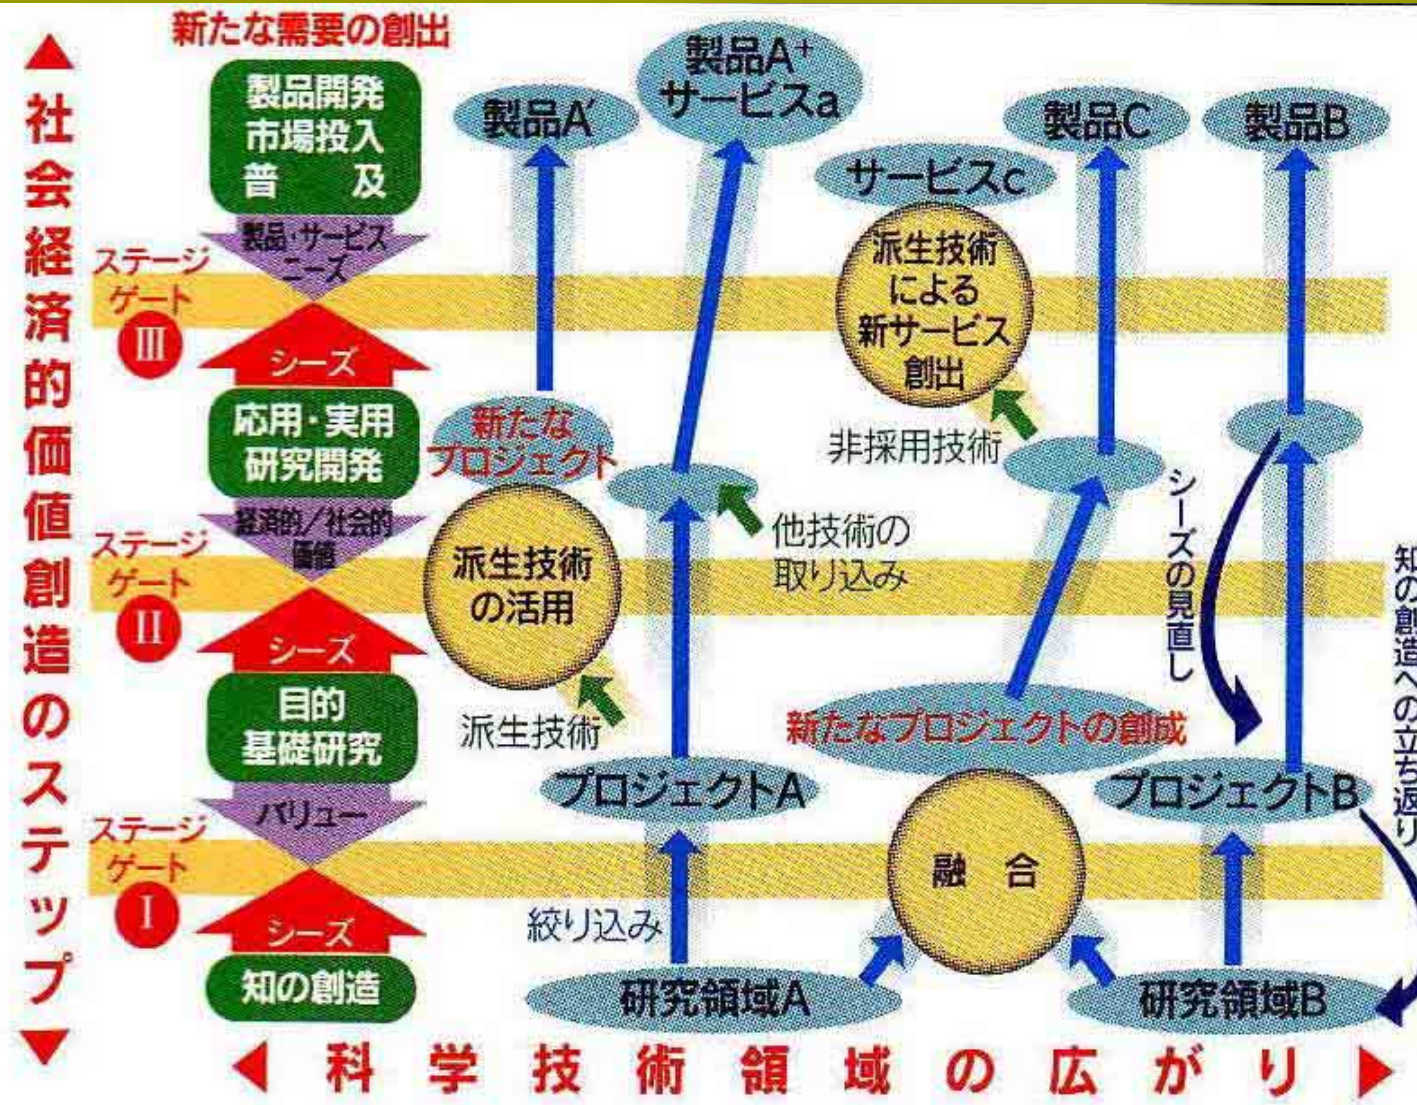 新たな需要の創出
社会経済的価値創造のステップ
製品開発
市場投入
普及
製品・サービス
ニーズ
ステージ
ゲート
III
シーズ
応用・実用
研究開発
経済的/社会的
価値
ステージ
ゲート
II
シーズ
目的
基礎研究
バリュー
ステージ
ゲート
I
シーズ
知の創造
製品A'
製品A+
サービスa
サービスc
製品C
製品B
派生技術
による
新サービス
創出
新たな
プロジェクト
非採用技術
他技術の
取り込み
派生技術
の活用
派生技術
シーズの見直し
知の創造への立ち返り
新たなプロジェクトの創成
プロジェクトA
プロジェクトB
融合
絞り込み
研究領域A
研究領域B
科学技術領域の広がり